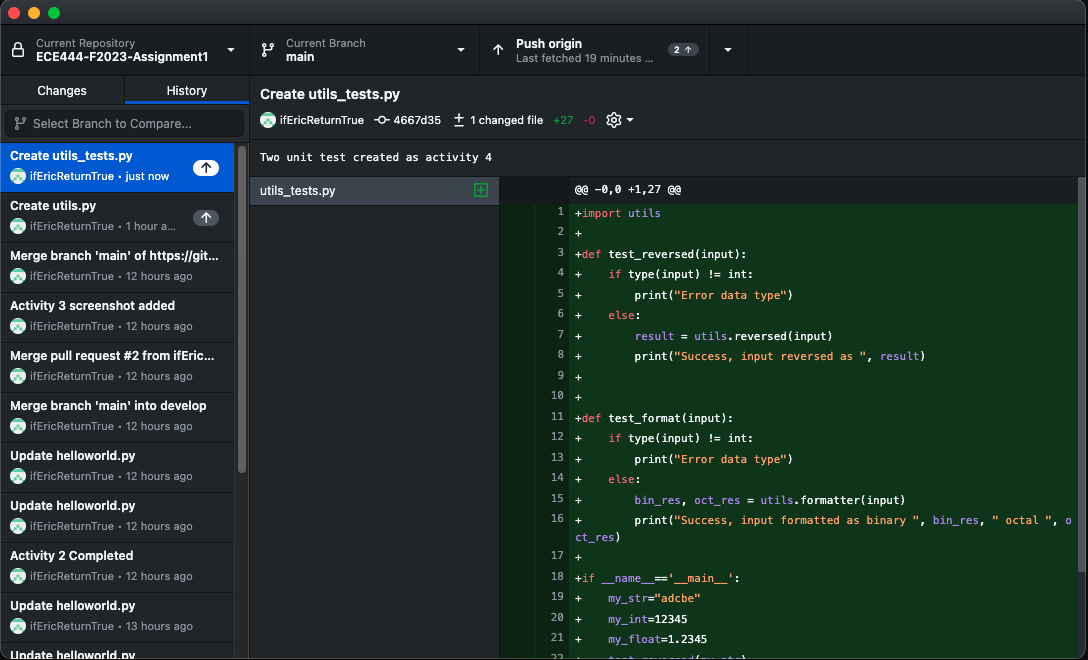 Current Repository
ECE444-F2023-Assignment1
Current Branch
main
Push origin
Last fetched 19 minutes ...
2
Changes
History
Select Branch to Compare...
Create utils_tests.py
ifEricReturnTrue • just now
Create utils.py
ifEricReturnTrue • 1 hour a...
Merge branch 'main' of https://git...
ifEricReturnTrue • 12 hours ago
Activity 3 screenshot added
ifEricReturnTrue • 12 hours ago
Merge pull request #2 from ifEric...
ifEricReturnTrue • 12 hours ago
Merge branch 'main' into develop
ifEricReturnTrue • 12 hours ago
Update helloworld.py
ifEricReturnTrue • 12 hours ago
Update helloworld.py
ifEricReturnTrue • 12 hours ago
Activity 2 Completed
ifEricReturnTrue • 12 hours ago
Update helloworld.py
ifEricReturnTrue • 13 hours ago
Update helloworld.py
Create utils_tests.py
ifEricReturnTrue 4667d35 1 changed file +27 -0
Two unit test created as activity 4
utils_tests.py
@@ -0,0 +1,27 @@
1 +import utils
2 +
3 +def test_reversed(input):
4 +    if type(input) != int:
5 +        print("Error data type")
6 +    else:
7 +        result = utils.reversed(input)
8 +        print("Success, input reversed as ", result)
9 +
10 +
11 +def test_format(input):
12 +    if type(input) != int:
13 +        print("Error data type")
14 +    else:
15 +        bin_res, oct_res = utils.formatter(input)
16 +        print("Success, input formatted as binary ", bin_res, " octal ", o
ct_res)
17 +
18 +if __name__=='__main__':
19 +    my_str="adcbe"
20 +    my_int=12345
21 +    my_float=1.2345
22 +    test_reversed(my_str)